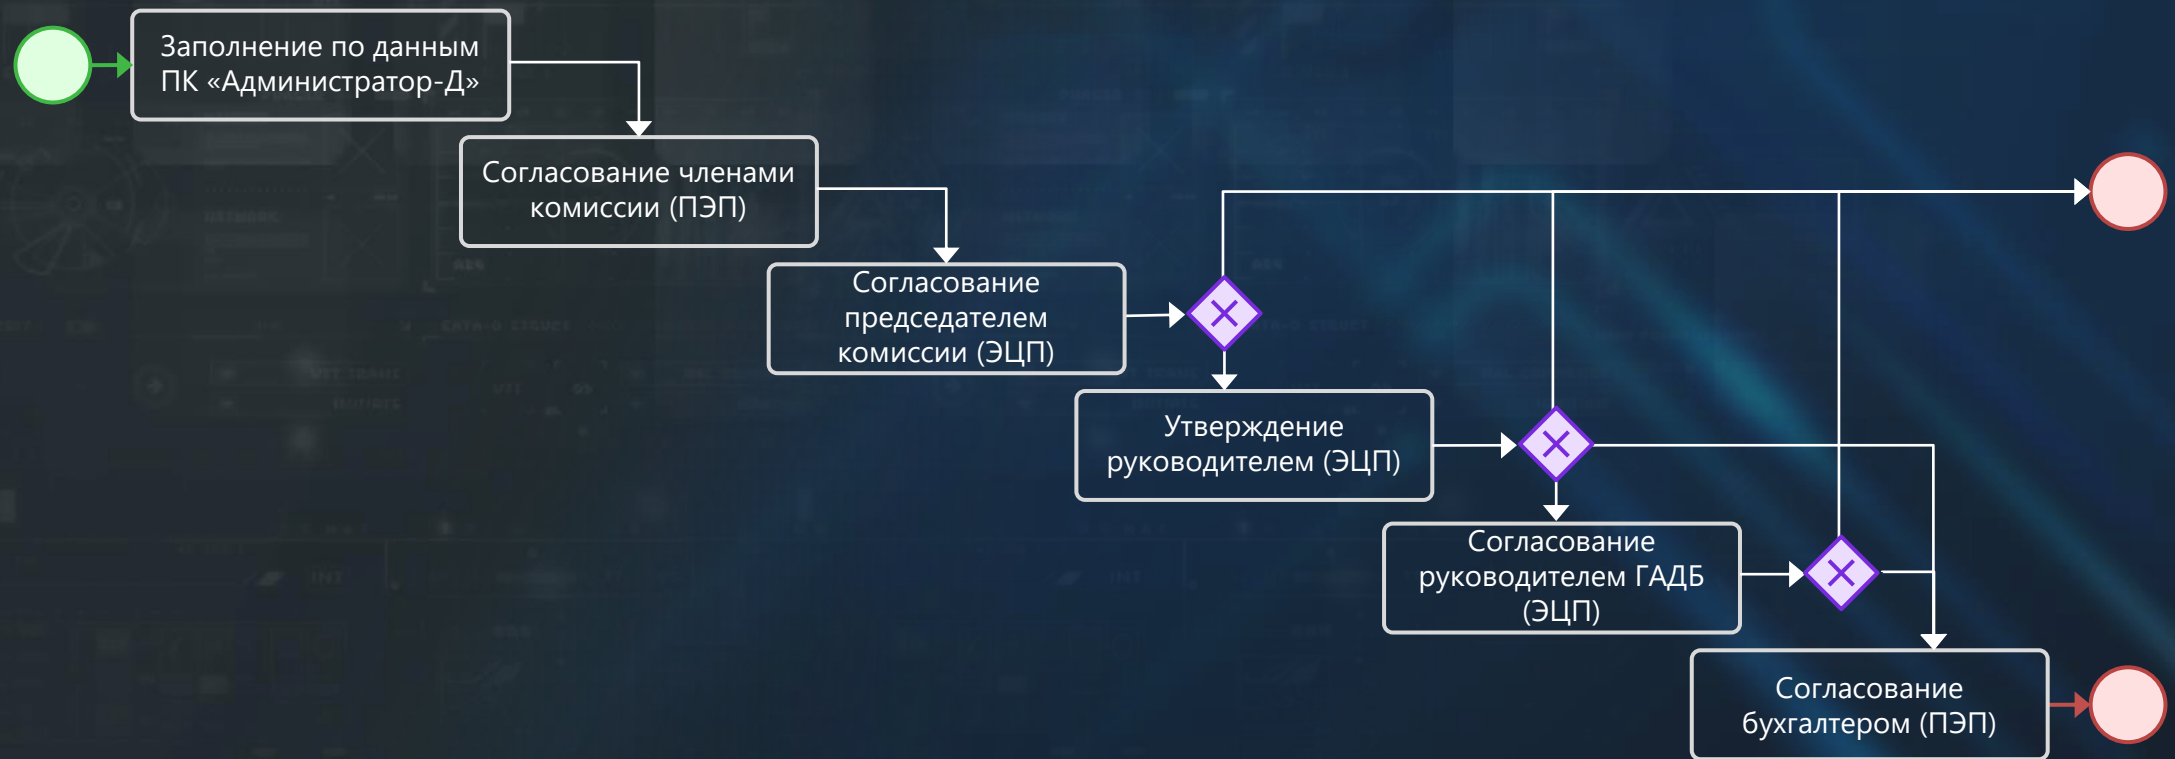 Заполнение по данным
ПК «Администратор-Д»
Согласование членами
комиссии (ПЭП)
Согласование
председателем
комиссии (ЭЦП)
Утверждение
руководителем (ЭЦП)
Согласование
руководителем ГАДБ
(ЭЦП)
Согласование
бухгалтером (ПЭП)